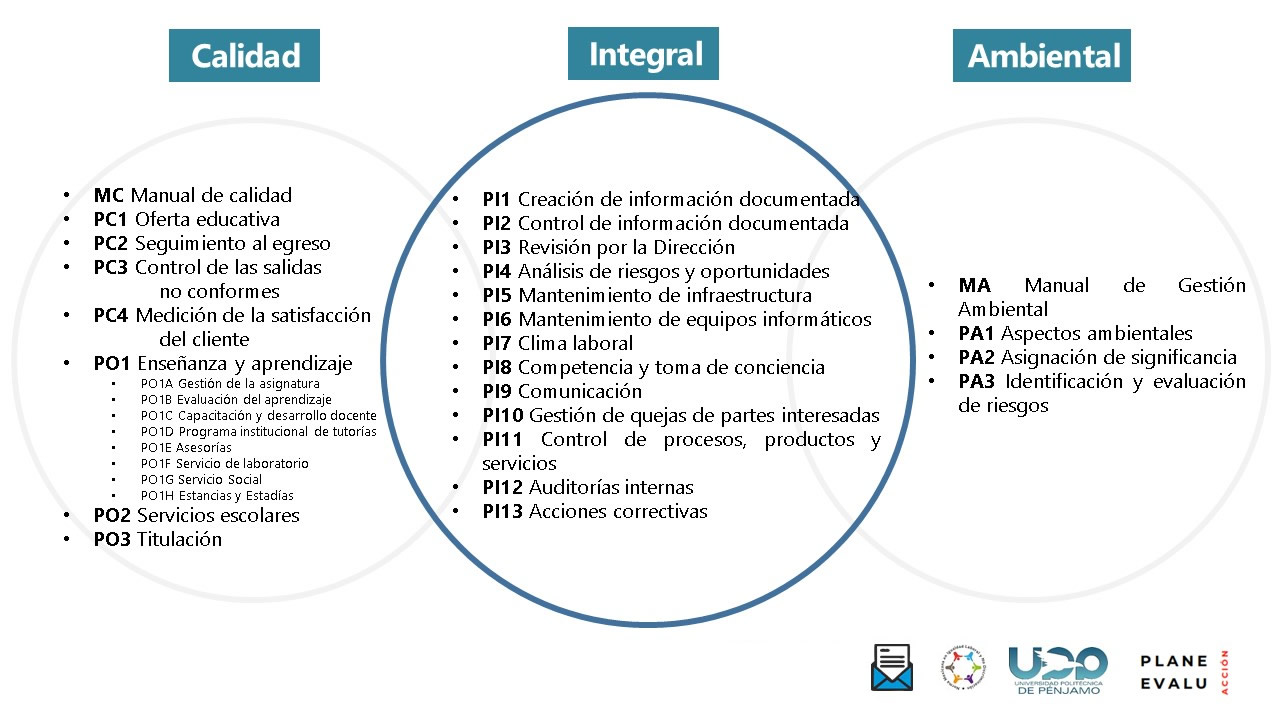 Calidad
Integral
Ambiental
• MC Manual de calidad
• PC1 Oferta educativa
• PC2 Seguimiento al egreso
• PC3 Control de las salidas
no conformes
• PC4 Medición de la satisfacción
del cliente
• PO1 Enseñanza y aprendizaje
• PO1A Gestión de la asignatura
• PO1B Evaluación del aprendizaje
• PO1C Capacitación y desarrollo docente
• PO1D Programa institucional de tutorías
• PO1E Asesorías
• PO1F Servicio de laboratorio
• PO1G Servicio Social
• PO1H Estancias y Estadías
• PO2 Servicios escolares
• PO3 Titulación
• PI1 Creación de información documentada
• PI2 Control de información documentada
• PI3 Revisión por la Dirección
• PI4 Análisis de riesgos y oportunidades
• PI5 Mantenimiento de infraestructura
• PI6 Mantenimiento de equipos informáticos
• PI7 Clima laboral
• PI8 Competencia y toma de conciencia
• PI9 Comunicación
• PI10 Gestión de quejas de partes interesadas
• PI11 Control de procesos, productos y
servicios
• PI12 Auditorías internas
• PI13 Acciones correctivas
• MA Manual de Gestión
Ambiental
• PA1 Aspectos ambientales
• PA2 Asignación de significancia
• PA3 Identificación y evaluación
de riesgos
UNIVERSIDAD POLITÉCNICA
DE PÉNJAMO
PLANE
EVALU
ACCIÓN